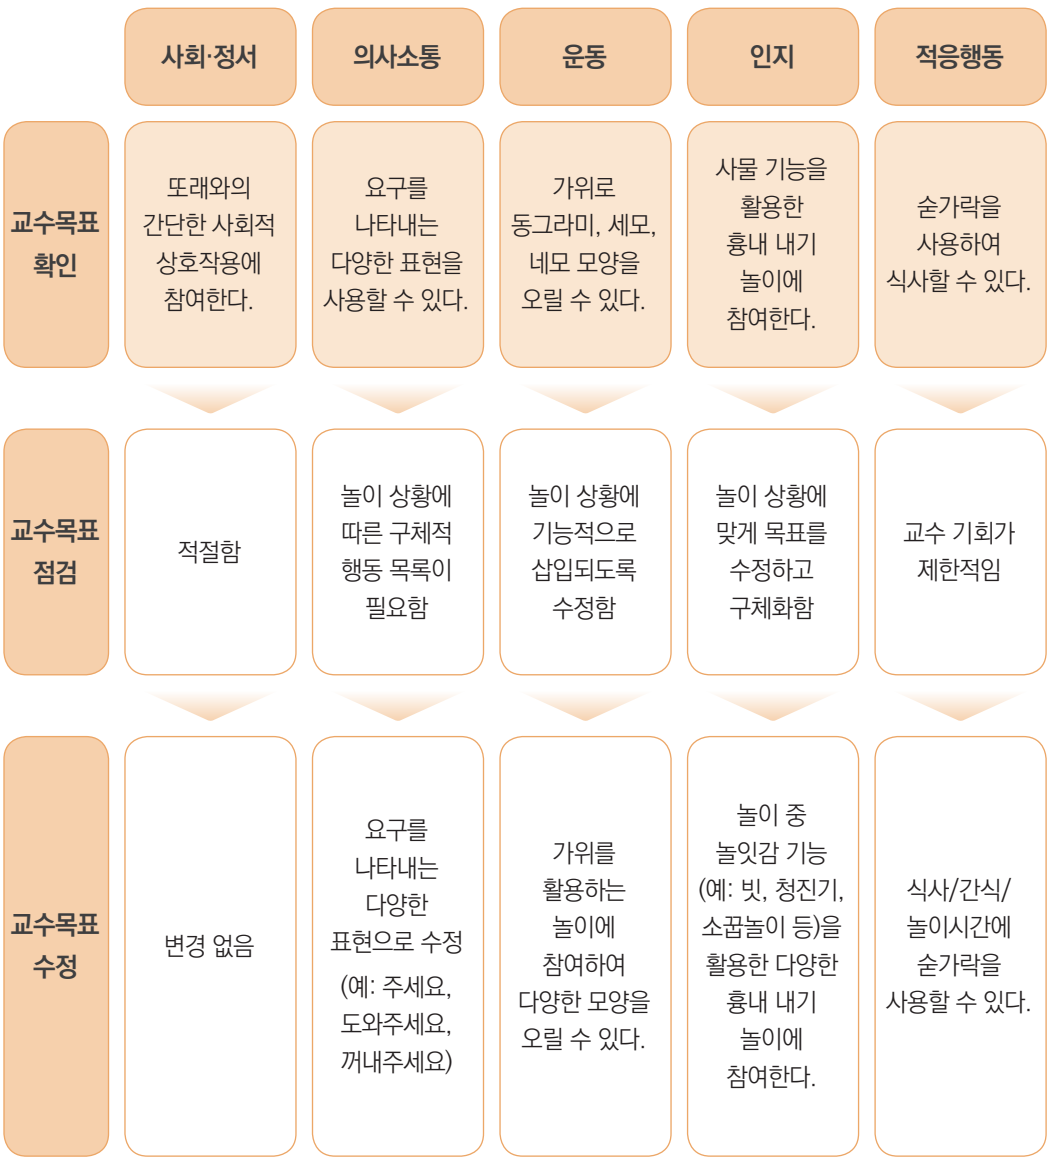 사회·정서
의사소통
운동
인지
적응행동
교수목표
확인
또래와의
간단한 사회적
상호작용에
참여한다.
요구를
나타내는
다양한 표현을
사용할 수 있다.
가위로
동그라미, 세모,
네모 모양을
오릴 수 있다.
사물 기능을
활용한
흉내 내기
놀이에
참여한다.
숟가락을
사용하여
식사할 수 있다.
교수목표
점검
적절함
놀이 상황에
따른 구체적
행동 목록이
필요함
놀이 상황에
기능적으로
삽입되도록
수정함
놀이 상황에
맞게 목표를
수정하고
구체화함
교수 기회가
제한적임
교수목표
수정
변경 없음
요구를
나타내는
다양한
표현으로 수정
(예: 주세요,
도와주세요,
꺼내주세요)
가위를
활용하는
놀이에
참여하여
다양한 모양을
오릴 수 있다.
놀이 중
놀잇감 기능
(예: 빗, 청진기,
소꿉놀이 등)을
활용한 다양한
흉내 내기
놀이에
참여한다.
식사/간식/
놀이시간에
숟가락을
사용할 수 있다.